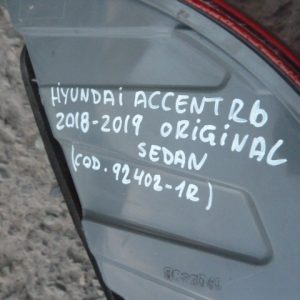 HYUNDAI ACCENT RB
2018-2019 ORIGINAL
SEDAN
(COD. 92402-1R)